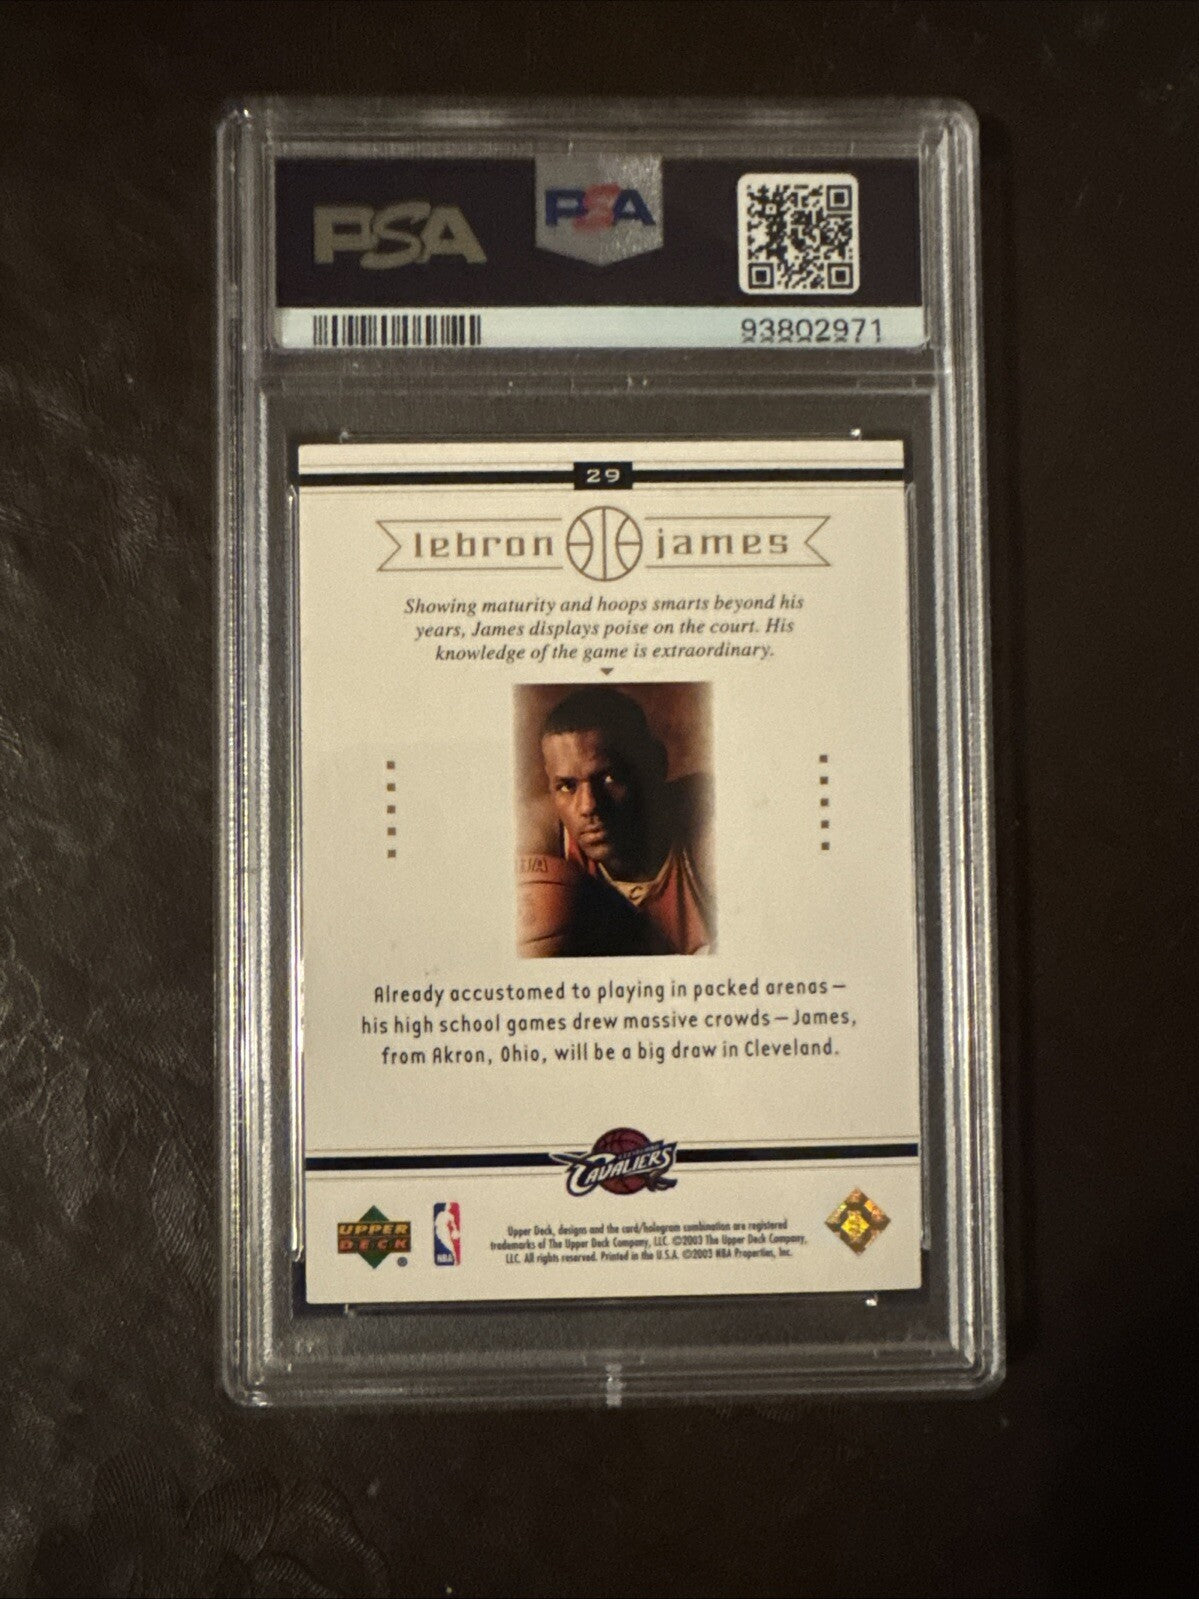 PSA
PSA
93802971
29
lebron james
Showing maturity and hoops smarts beyond his
years, James displays poise on the court. His
knowledge of the game is extraordinary.
Already accustomed to playing in packed arenas—
his high school games drew massive crowds—James,
from Akron, Ohio, will be a big draw in Cleveland.
CLEVELAND
CAVALIERS
UPPER
DECK
®
NBA
Upper Deck, designs and the card/hologram combination are registered
trademarks of The Upper Deck Company, LLC. ©2003 The Upper Deck Company,
LLC. All rights reserved. Printed in the U.S.A. ©2003 NBA Properties, Inc.